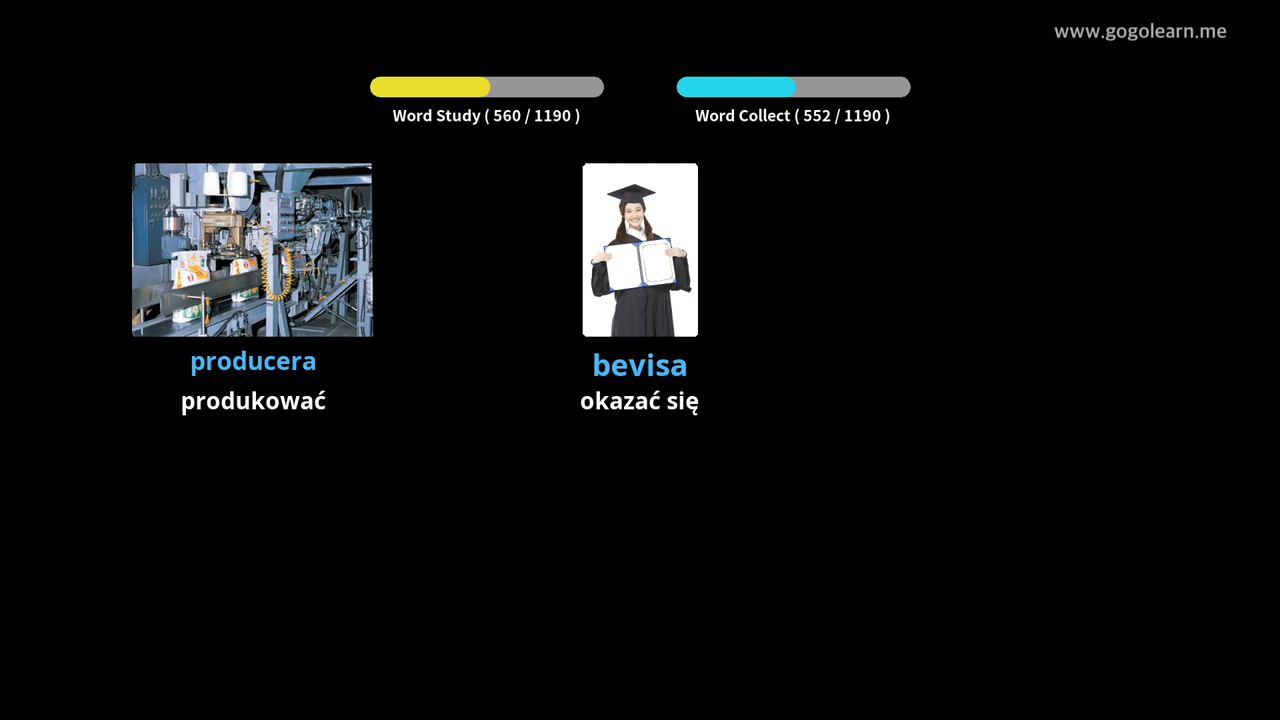 www.gogolearn.me
Word Study ( 560 / 1190 )
Word Collect ( 552 / 1190 )
producera
produkować
bevisa
okazać się